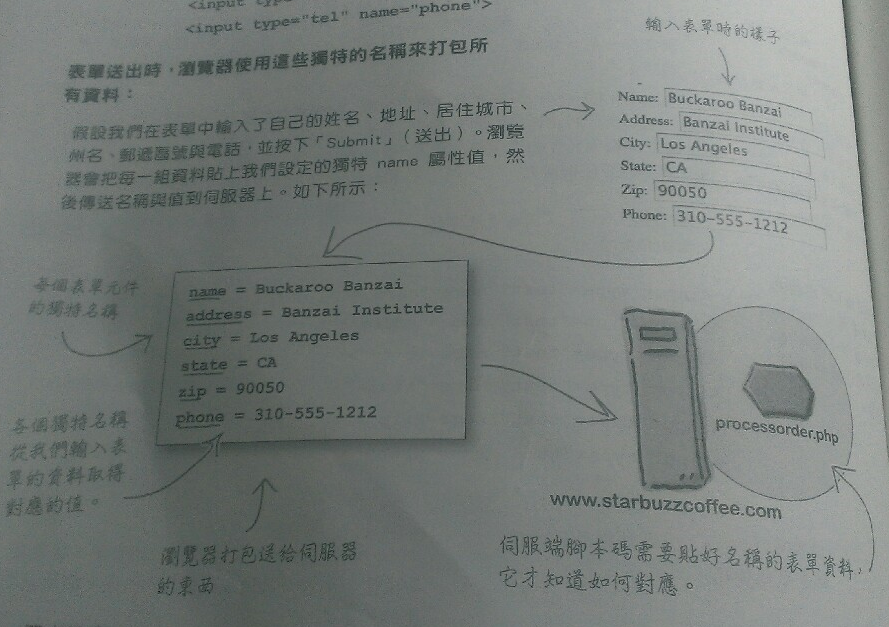 <input typ
<input type="tel" name="phone">
表單送出時，瀏覽器使用這些獨特的名稱來打包所
有資料：
假設我們在表單中輸入了自己的姓名、地址、居住城市、
州名、郵遞區號與電話，並按下「Submit」（送出）。瀏覽
器會把每一組資料貼上我們設定的獨特 name 屬性值，然
後傳送名稱與值到伺服器上。如下所示：
輸入表單時的樣子
Name: Buckaroo Banzai
Address: Banzai Institute
City: Los Angeles
State: CA
Zip: 90050
Phone: 310-555-1212
每個表單元件
的獨特名稱
name = Buckaroo Banzai
address = Banzai Institute
city = Los Angeles
state = CA
zip = 90050
phone = 310-555-1212
各個獨特名稱
從我們輸入表
單的資料取得
對應的值。
瀏覽器打包送給伺服器
的東西
processorder.php
www.starbuzzcoffee.com
伺服端腳本碼需要貼好名稱的表單資料，
它才知道如何對應。